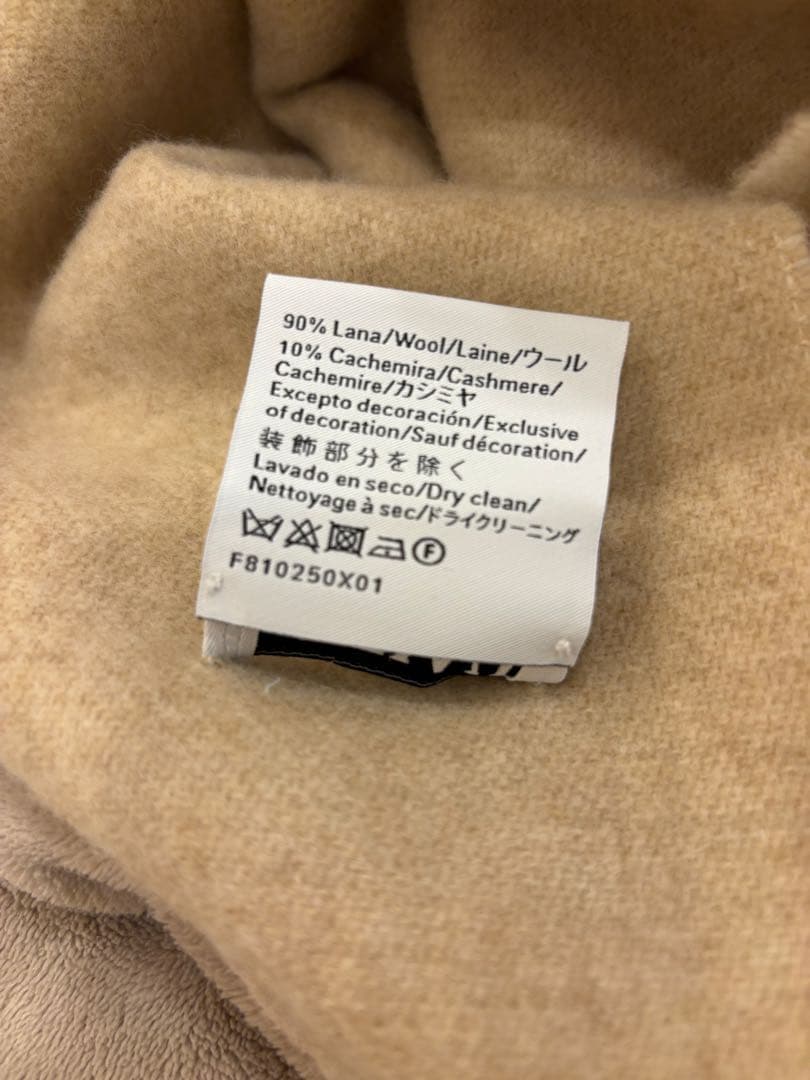 90% Lana/Wool/Laine/ウール
10% Cachemira/Cashmere/
Cachemire/カシミヤ
Excepto decoración/Exclusive
of decoration/Sauf décoration/
装飾部分を除く
Lavado en seco/Dry clean/
Nettoyage à sec/ドライクリーニング
F
F810250X01